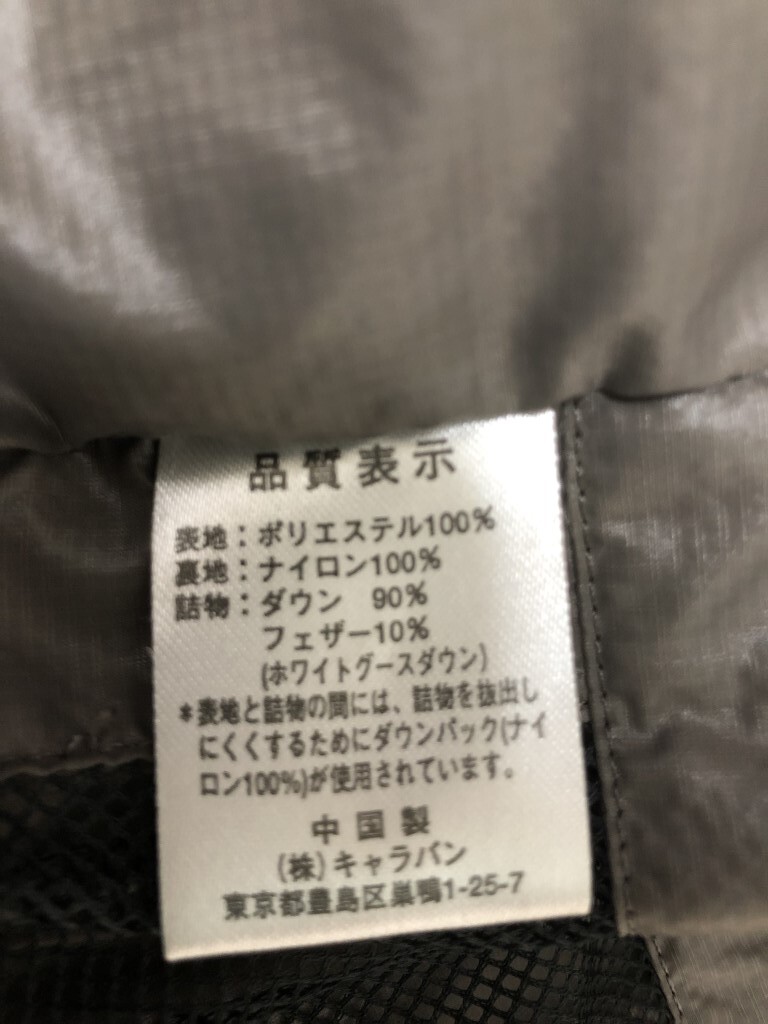 品質表示
表地：ポリエステル100%
裏地：ナイロン100%
詰物：ダウン 90%
フェザー10%
(ホワイトグースダウン)
*表地と詰物の間には、詰物を抜出し
にくくするためにダウンパック(ナイ
ロン100%)が使用されています。
中国製
(株)キャラバン
東京都豊島区巣鴨1-25-7